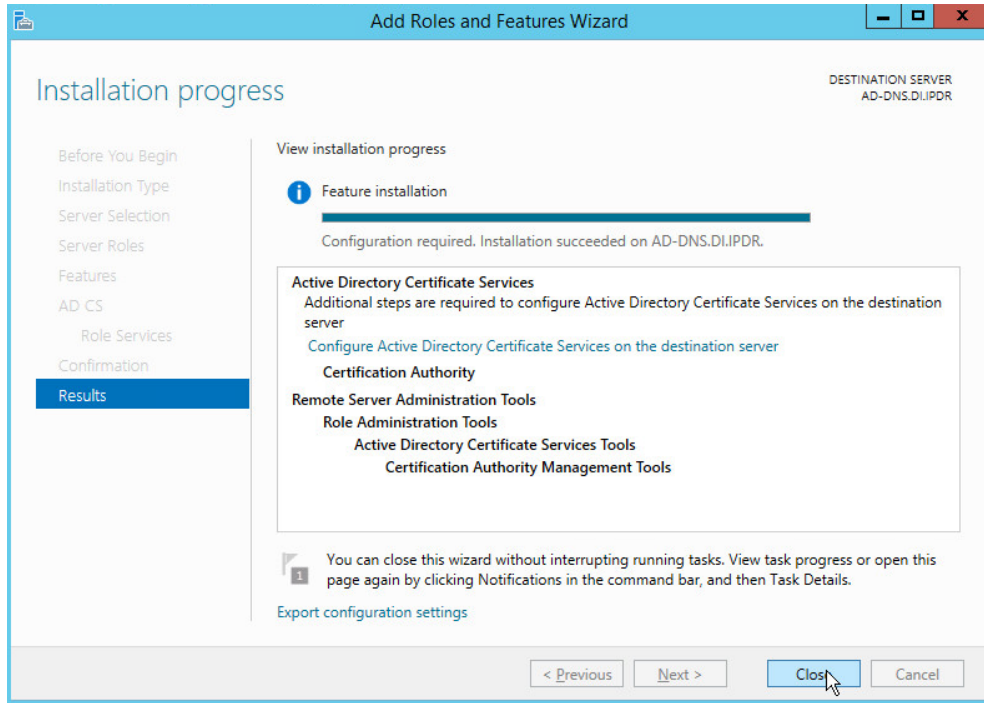 Add Roles and Features Wizard
Installation progress
DESTINATION SERVER
AD-DNS.DI.IPDR
Before You Begin
Installation Type
Server Selection
Server Roles
Features
AD CS
Role Services
Confirmation
Results
View installation progress
Feature installation
Configuration required. Installation succeeded on AD-DNS.DI.IPDR.
Active Directory Certificate Services
Additional steps are required to configure Active Directory Certificate Services on the destination
server
Configure Active Directory Certificate Services on the destination server
Certification Authority
Remote Server Administration Tools
Role Administration Tools
Active Directory Certificate Services Tools
Certification Authority Management Tools
1
You can close this wizard without interrupting running tasks. View task progress or open this
page again by clicking Notifications in the command bar, and then Task Details.
Export configuration settings
< Previous
Next >
Close
Cancel